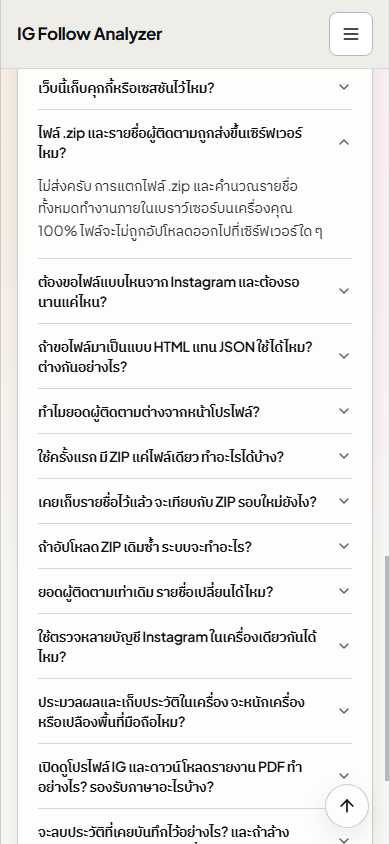 IG Follow Analyzer
เว็บนี้เก็บคุกกี้หรือเซสชันไว้ไหม?
ไฟล์ .zip และรายชื่อผู้ติดตามถูกส่งขึ้นเซิร์ฟเวอร์
ไหม?
ไม่ส่งครับ การแตกไฟล์ .zip และคำนวณรายชื่อ
ทั้งหมดทำงานภายในเบราว์เซอร์บนเครื่องคุณ
100% ไฟล์จะไม่ถูกอัปโหลดออกไปที่เซิร์ฟเวอร์ใด ๆ
ต้องขอไฟล์แบบไหนจาก Instagram และต้องรอ
นานแค่ไหน?
ถ้าขอไฟล์มาเป็นแบบ HTML แทน JSON ใช้ได้ไหม?
ต่างกันอย่างไร?
ทำไมยอดผู้ติดตามต่างจากหน้าโปรไฟล์?
ใช้ครั้งแรก มี ZIP แค่ไฟล์เดียว ทำอะไรได้บ้าง?
เคยเก็บรายชื่อไว้แล้ว จะเทียบกับ ZIP รอบใหม่ยังไง?
ถ้าอัปโหลด ZIP เดิมซ้ำ ระบบจะทำอะไร?
ยอดผู้ติดตามเท่าเดิม รายชื่อเปลี่ยนได้ไหม?
ใช้ตรวจหลายบัญชี Instagram ในเครื่องเดียวกันได้
ไหม?
ประมวลผลและเก็บประวัติในเครื่อง จะหนักเครื่อง
หรือเปลืองพื้นที่มือถือไหม?
เปิดดูโปรไฟล์ IG และดาวน์โหลดรายงาน PDF ทำ
อย่างไร? รองรับภาษาอะไรบ้าง?
จะลบประวัติที่เคยบันทึกไว้อย่างไร? และถ้าล้าง